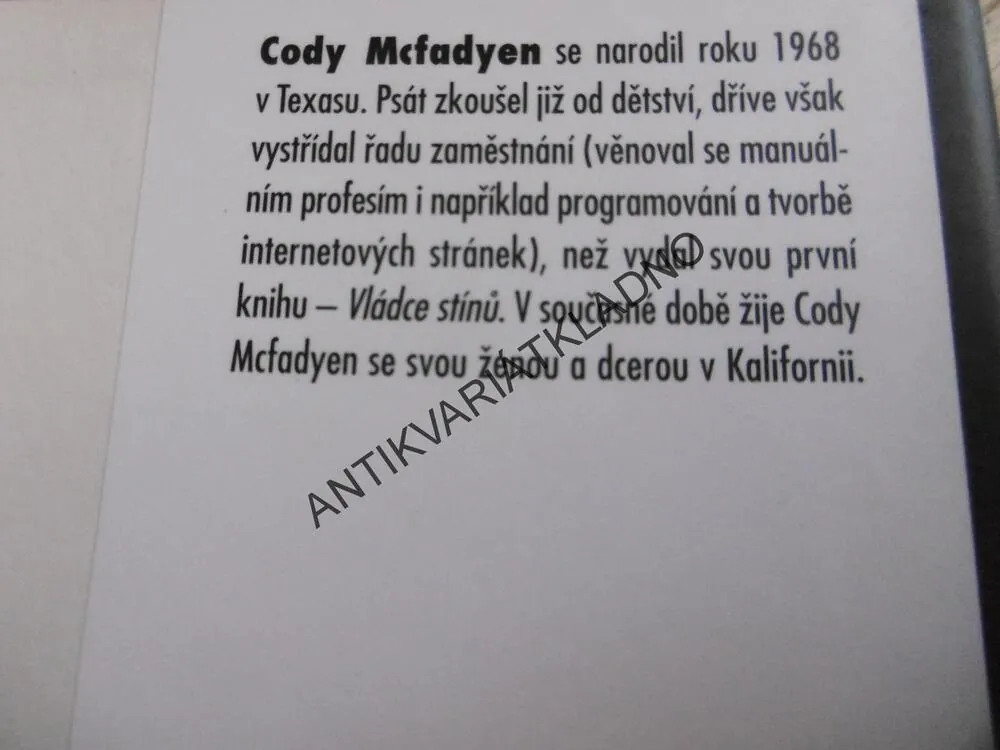 Cody Mcfadyen se narodil roku 1968
v Texasu. Psát zkoušel již od dětství, dříve však
vystřídal řadu zaměstnání (věnoval se manuál-
ním profesím i například programování a tvorbě
internetových stránek), než vydal svou první
knihu – Vládce stínů. V současné době žije Cody
Mcfadyen se svou ženou a dcerou v Kalifornii.
ANTIKVARIÁTKLADNO